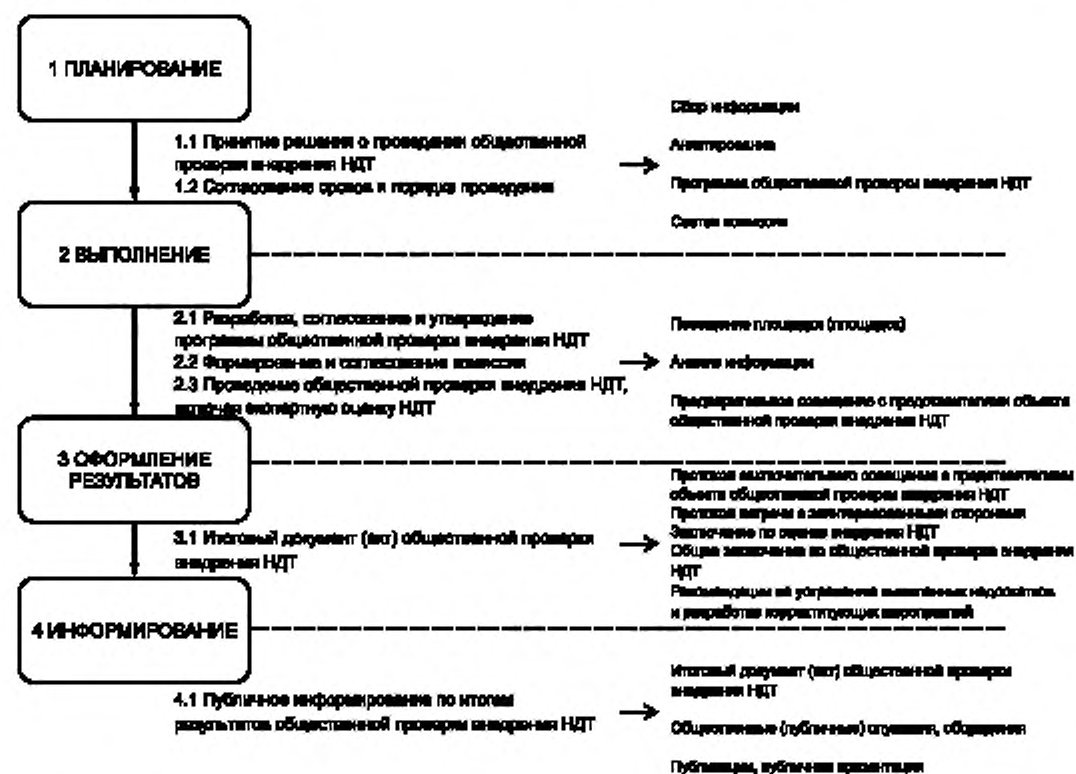 1 ПЛАНИРОВАНИЕ
1.1 Принятие решения о проведении общественной
проверки внедрения НДТ
1.2 Согласование сроков и порядка проведения
Сбор информации
Анкетирование
Программа общественной проверки внедрения НДТ
Состав комиссии
2 ВЫПОЛНЕНИЕ
2.1 Разработка, согласование и утверждение
программы общественной проверки внедрения НДТ
2.2 Формирование и согласование комиссии
2.3 Проведение общественной проверки внедрения НДТ,
включая экспертную оценку НДТ
Посещение площадки (площадок)
Анализ информации
Предварительное совещание с представителями объекта
общественной проверки внедрения НДТ
3 ОФОРМЛЕНИЕ
РЕЗУЛЬТАТОВ
3.1 Итоговый документ (акт) общественной проверки
внедрения НДТ
Протокол заключительного совещания с представителями
объекта общественной проверки внедрения НДТ
Протокол встречи с заинтересованными сторонами
Заключение по оценке внедрения НДТ
Общее заключение по общественной проверке внедрения
НДТ
Рекомендации по устранению выявленных недостатков
и разработке корректирующих мероприятий
4 ИНФОРМИРОВАНИЕ
4.1 Публичное информирование по итогам
результатов общественной проверки внедрения НДТ
Итоговый документ (акт) общественной проверки
внедрения НДТ
Общественные (публичные) слушания, обсуждения
Публикации, публичная презентация